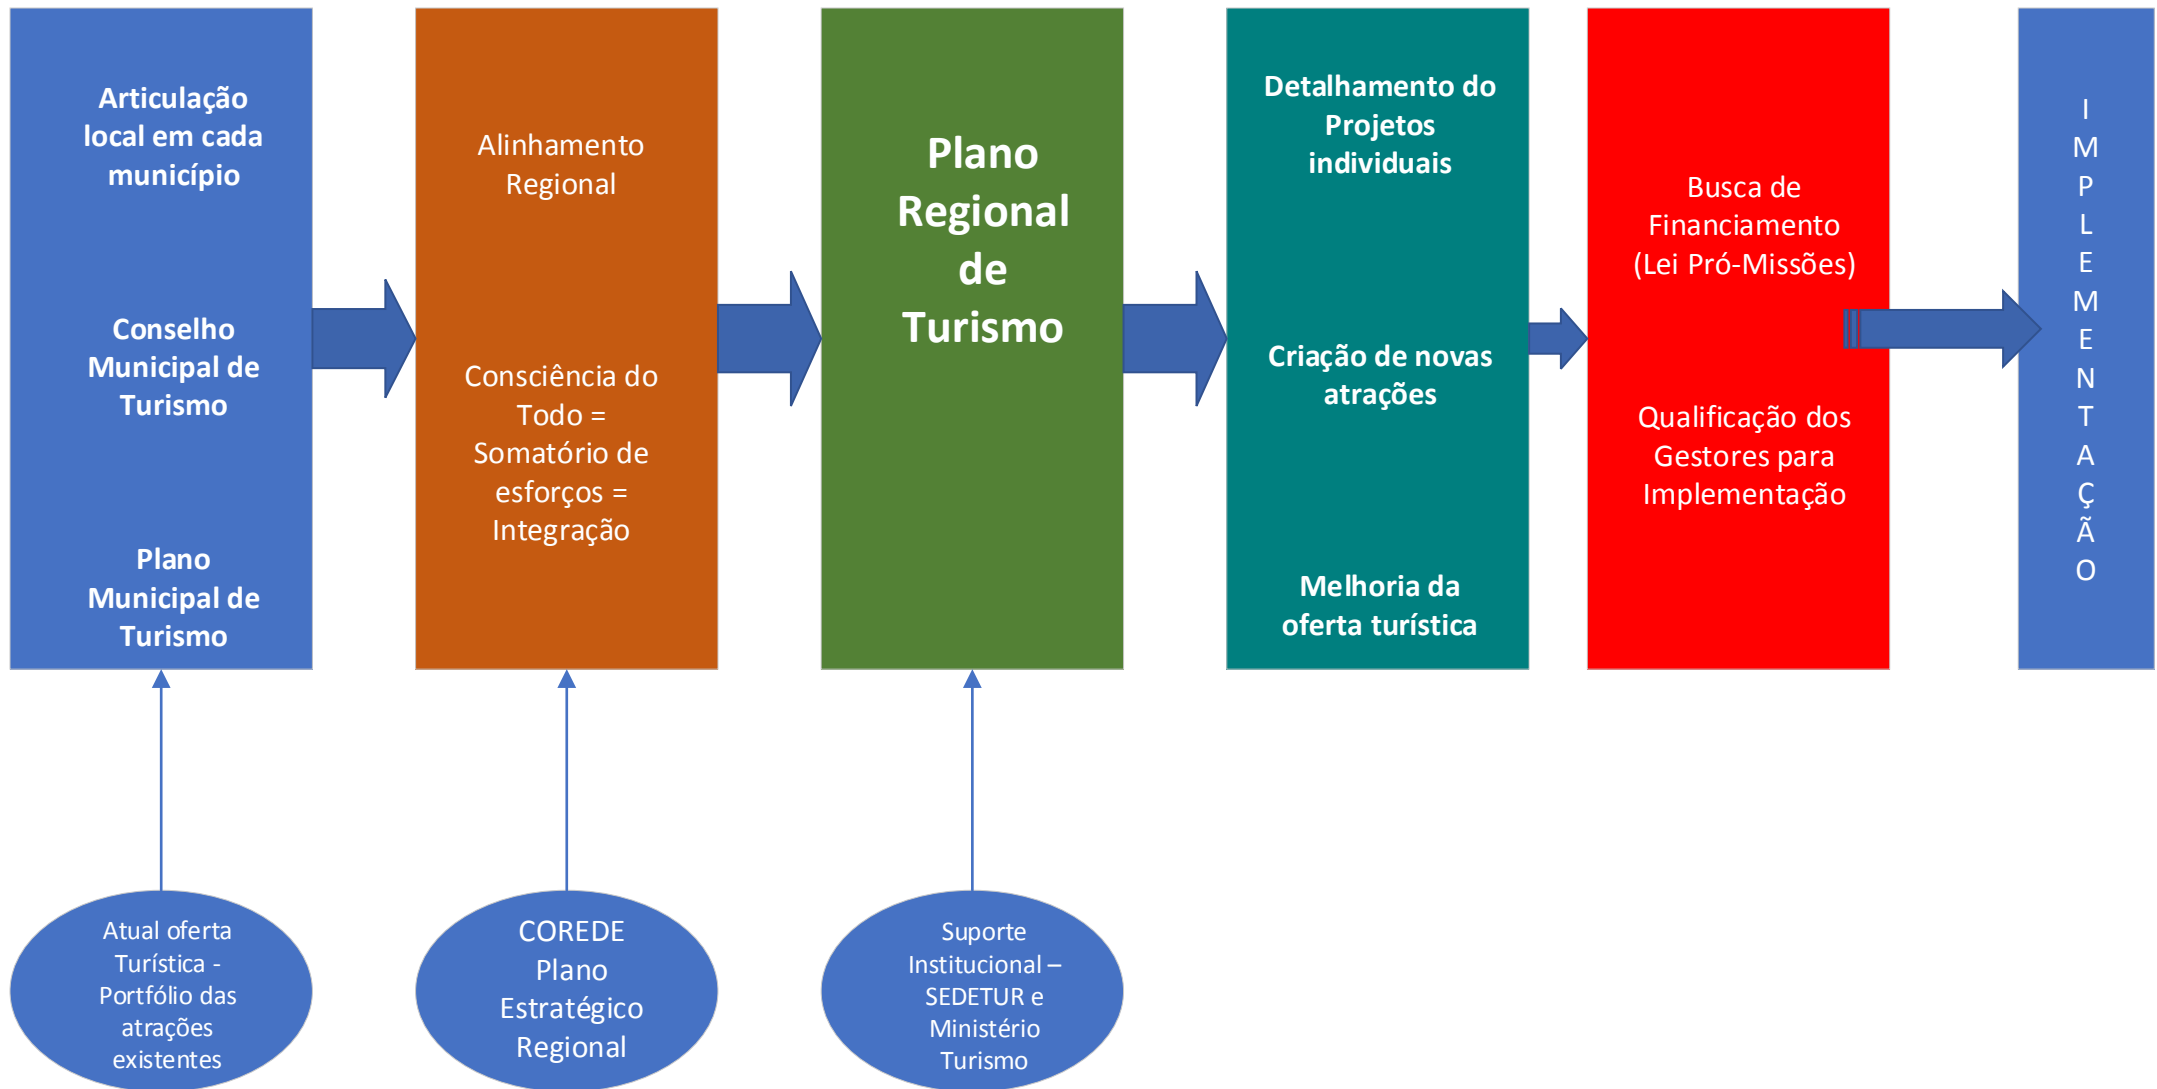 Articulação
local em cada
município
Conselho
Municipal de
Turismo
Plano
Municipal de
Turismo
Alinhamento
Regional
Consciência do
Todo =
Somatório de
esforços =
Integração
Plano
Regional
de
Turismo
Detalhamento do
Projetos
individuais
Criação de novas
atrações
Melhoria da
oferta turística
Busca de
Financiamento
(Lei Pró-Missões)
Qualificação dos
Gestores para
Implementação
I
M
P
L
E
M
E
N
T
A
Ç
Ã
O
Atual oferta
Turística -
Portfólio das
atrações
existentes
COREDE
Plano
Estratégico
Regional
Suporte
Institucional –
SEDETUR e
Ministério
Turismo